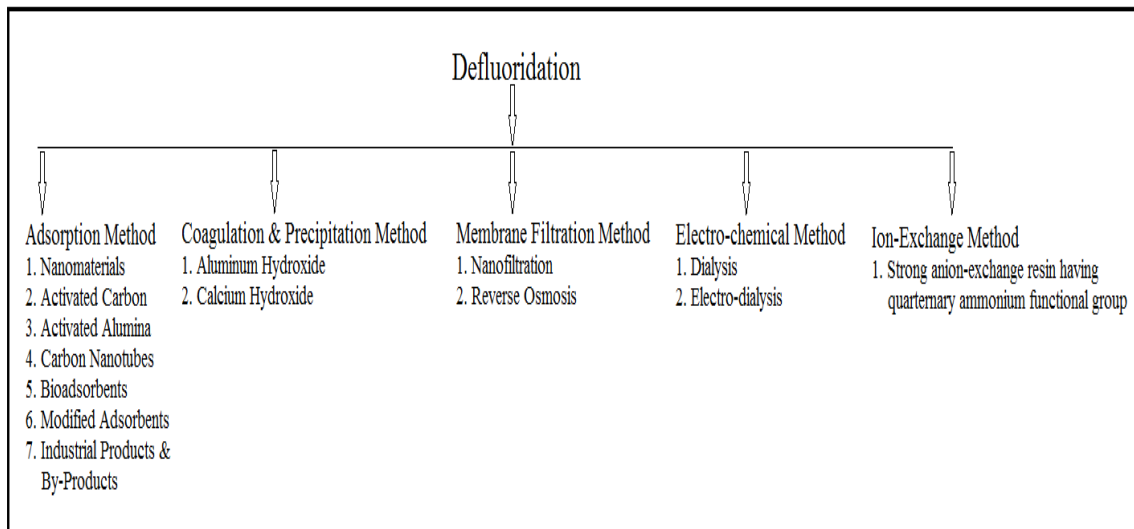 Defluoridation
Adsorption Method
1. Nanomaterials
2. Activated Carbon
3. Activated Alumina
4. Carbon Nanotubes
5. Bioadsorbents
6. Modified Adsorbents
7. Industrial Products &
By-Products
Coagulation & Precipitation Method
1. Aluminum Hydroxide
2. Calcium Hydroxide
Membrane Filtration Method
1. Nanofiltration
2. Reverse Osmosis
Electro-chemical Method
1. Dialysis
2. Electro-dialysis
Ion-Exchange Method
1. Strong anion-exchange resin having
quarternary ammonium functional group